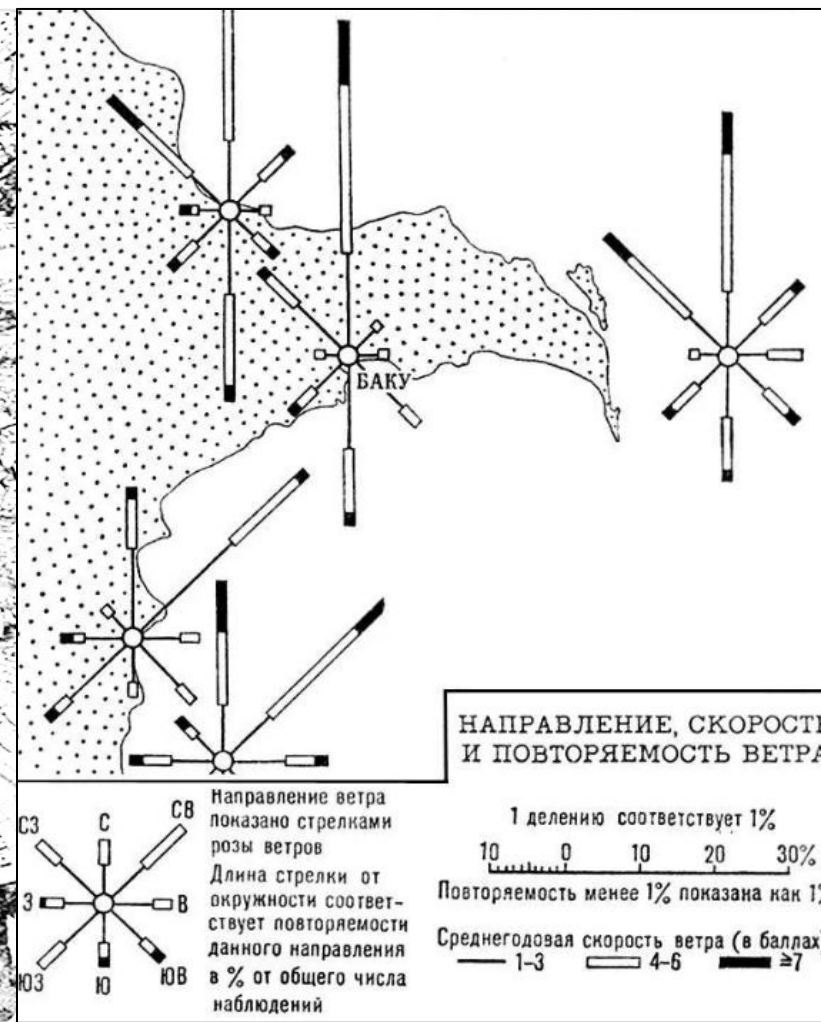 БАКУ
НАПРАВЛЕНИЕ, СКОРОСТЬ
И ПОВТОРЯЕМОСТЬ ВЕТРА
СЗ С СВ
З В
ЮЗ Ю ЮВ
Направление ветра
показано стрелками
розы ветров
Длина стрелки от
окружности соответ-
ствует повторяемости
данного направления
в % от общего числа
наблюдений
1 делению соответствует 1%
10 0 10 20 30%
Повторяемость менее 1% показана как 1%
Среднегодовая скорость ветра (в баллах)
1-3 4-6 ≥7